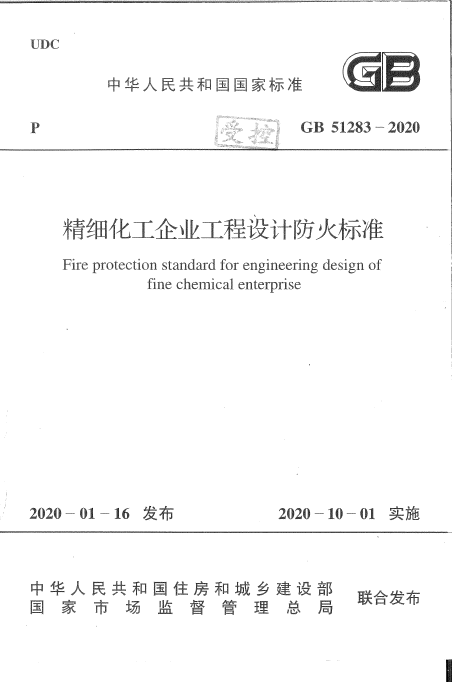 UDC
中华人民共和国国家标准
GB
P
受控
GB 51283－2020
精细化工企业工程设计防火标准
Fire protection standard for engineering design of
fine chemical enterprise
2020－01－16 发布
2020－10－01 实施
中华人民共和国住房和城乡建设部
国家市场监督管理总局
联合发布